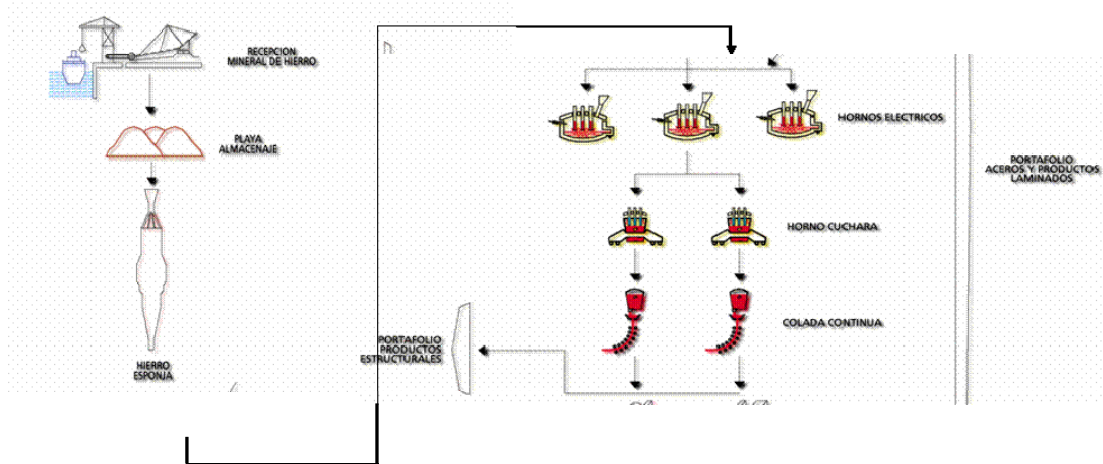 RECEPCION
MINERAL DE HIERRO
PLAYA
ALMACENAJE
HIERRO
ESPONJA
HORNOS ELECTRICOS
HORNO CUCHARA
COLADA CONTINUA
PORTAFOLIO
PRODUCTOS
ESTRUCTURALES
PORTAFOLIO
ACEROS Y PRODUCTOS
LAMINADOS